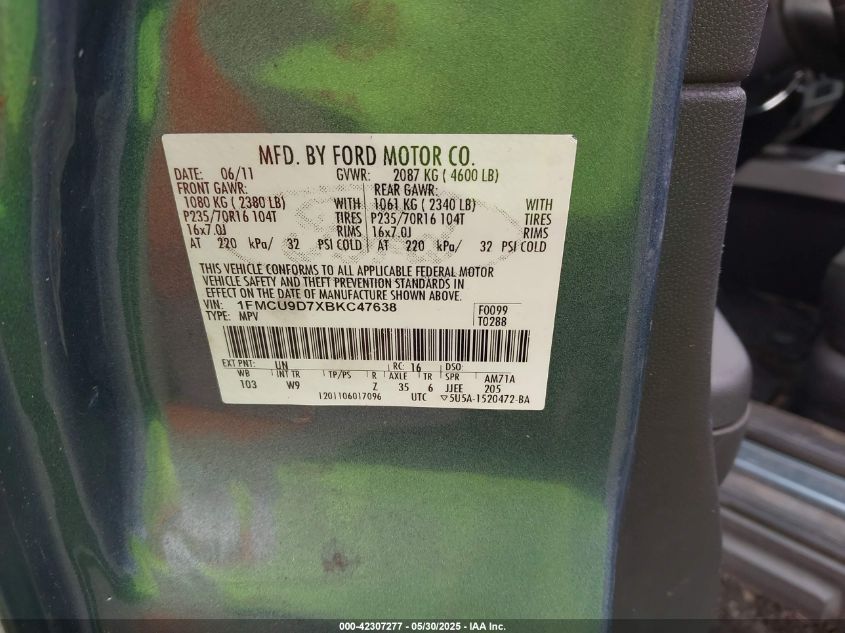 MFD. BY FORD MOTOR CO.
DATE: 06/11 GVWR: 2087 KG ( 4600 LB)
FRONT GAWR: REAR GAWR:
1080 KG ( 2380 LB) WITH 1061 KG ( 2340 LB) WITH
P235/70R16 104T TIRES P235/70R16 104T TIRES
16x7.0J RIMS 16x7.0J RIMS
AT 220 kPa/ 32 PSI COLD AT 220 kPa/ 32 PSI COLD
THIS VEHICLE CONFORMS TO ALL APPLICABLE FEDERAL MOTOR
VEHICLE SAFETY AND THEFT PREVENTION STANDARDS IN
EFFECT ON THE DATE OF MANUFACTURE SHOWN ABOVE.
VIN: 1FMCU9D7XBKC47638 F0099
TYPE: MPV T0288
EXT PNT: UN RC: 16 DSO:
WB INT TR TP/PS R AXLE TR SPR AM71A
103 W9 Z 35 6 JJEE 205
1201106017096 UTC ▽5U5A-1520472-BA
000-42307277 - 05/30/2025 - IAA Inc.